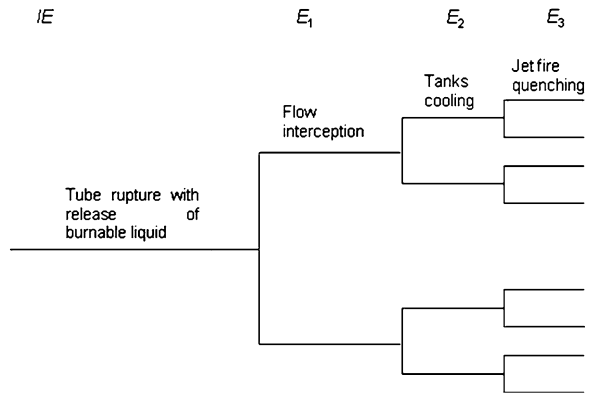 IE E₁ E₂ E₃
Jet fire
quenching
Tanks
cooling
Flow
interception
Tube rupture with
release of
burnable liquid